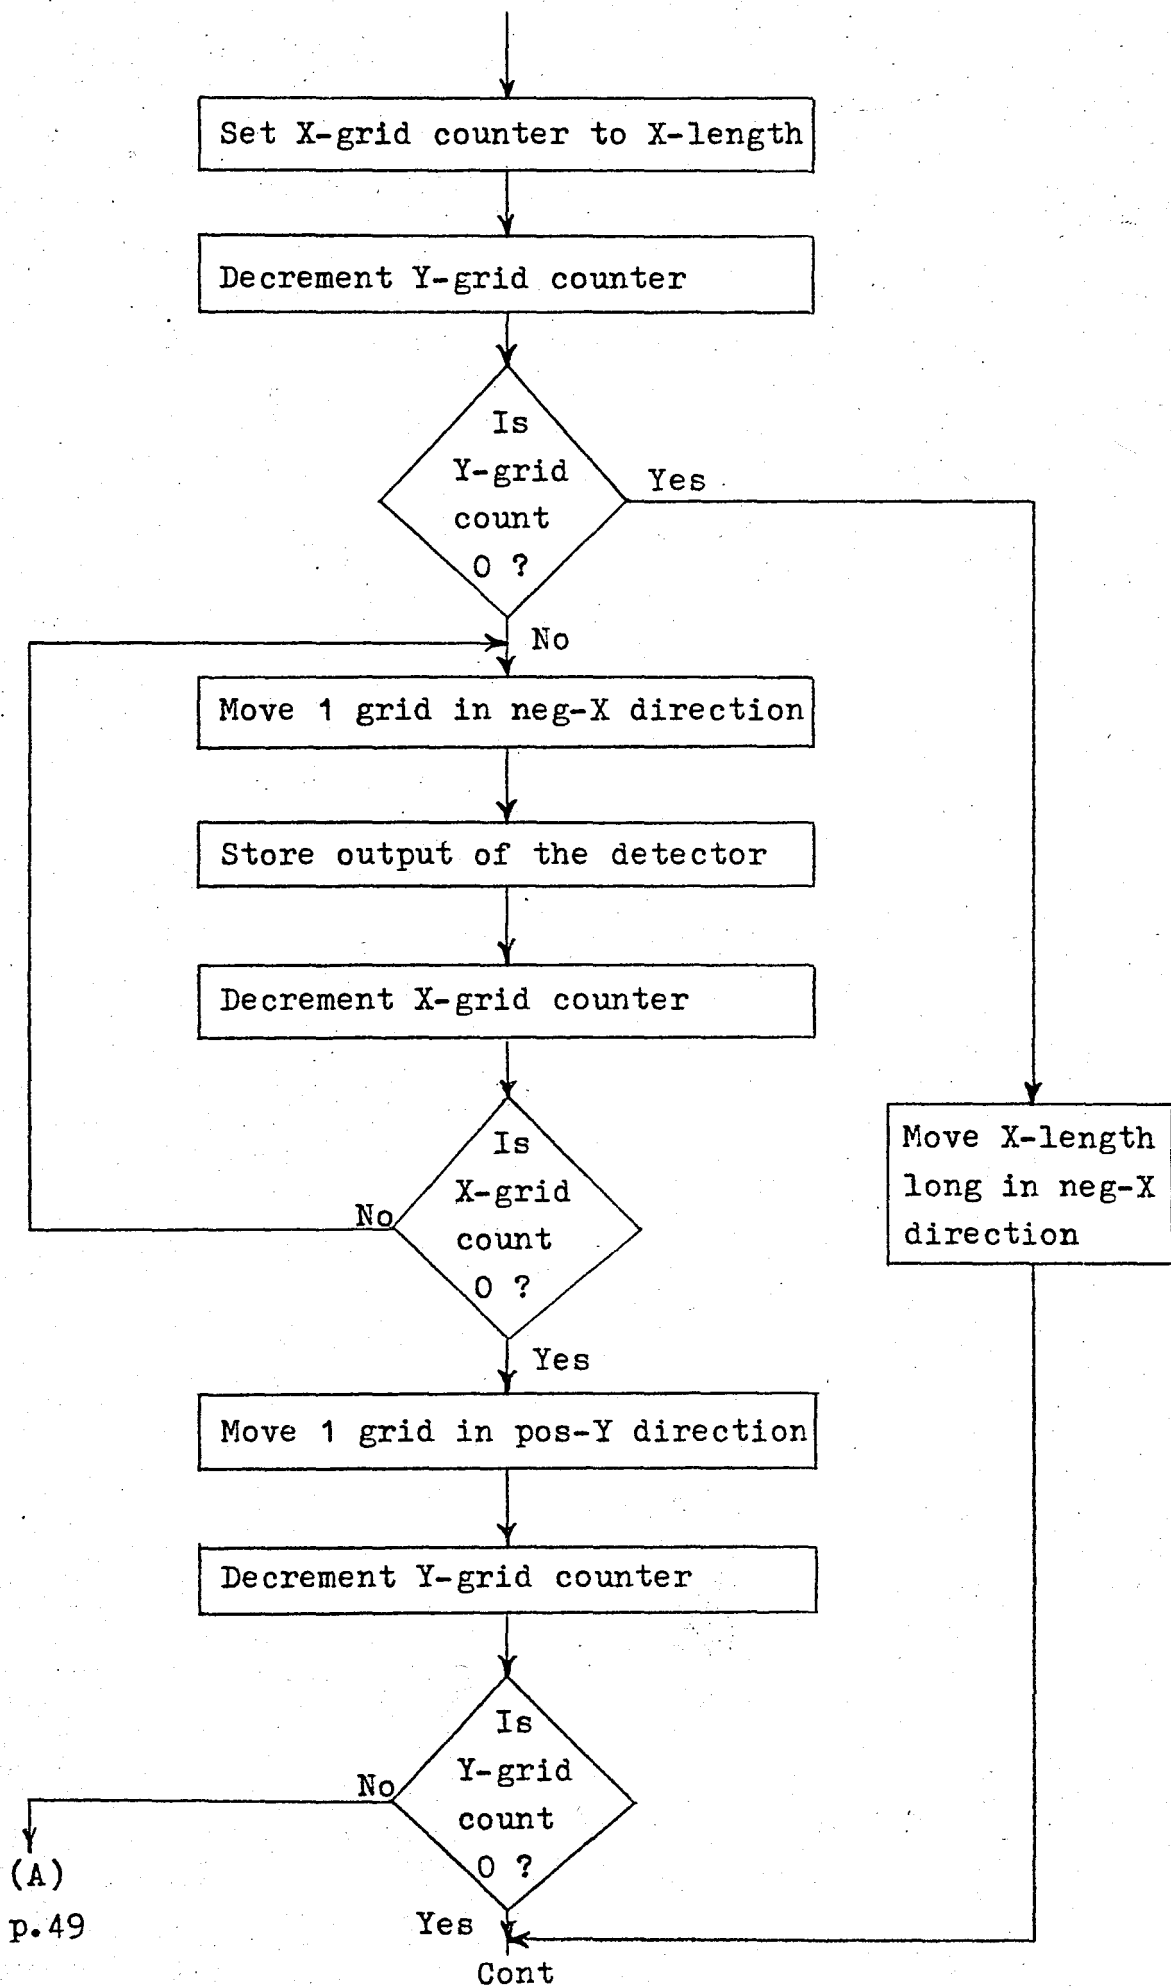 Set X-grid counter to X-length
Decrement Y-grid counter
Is
Y-grid
count
0 ?
Yes
No
Move 1 grid in neg-X direction
Store output of the detector
Decrement X-grid counter
Is
X-grid
count
0 ?
No
Yes
Move X-length
long in neg-X
direction
Move 1 grid in pos-Y direction
Decrement Y-grid counter
Is
Y-grid
count
0 ?
No
(A)
p.49
Yes
Cont